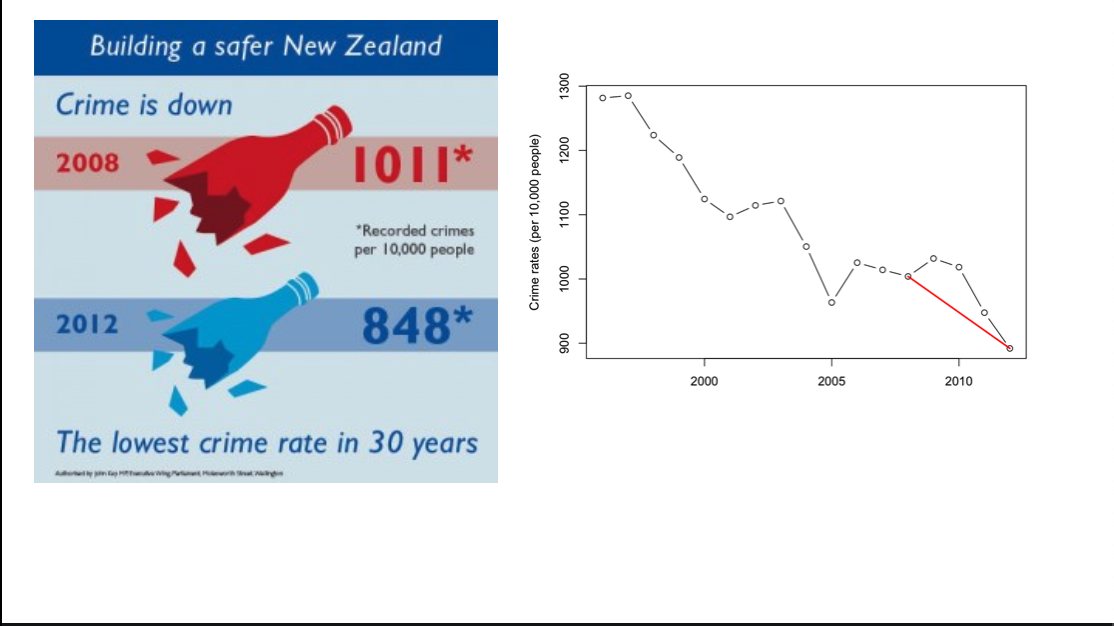 Building a safer New Zealand
Crime is down
2008
1011*
*Recorded crimes
per 10,000 people
2012
848*
The lowest crime rate in 30 years
Authorised by John Key MP, Executive Wing, Parliament, Molesworth Street, Wellington
Crime rates (per 10,000 people)
1300
1200
1100
1000
900
2000 2005 2010